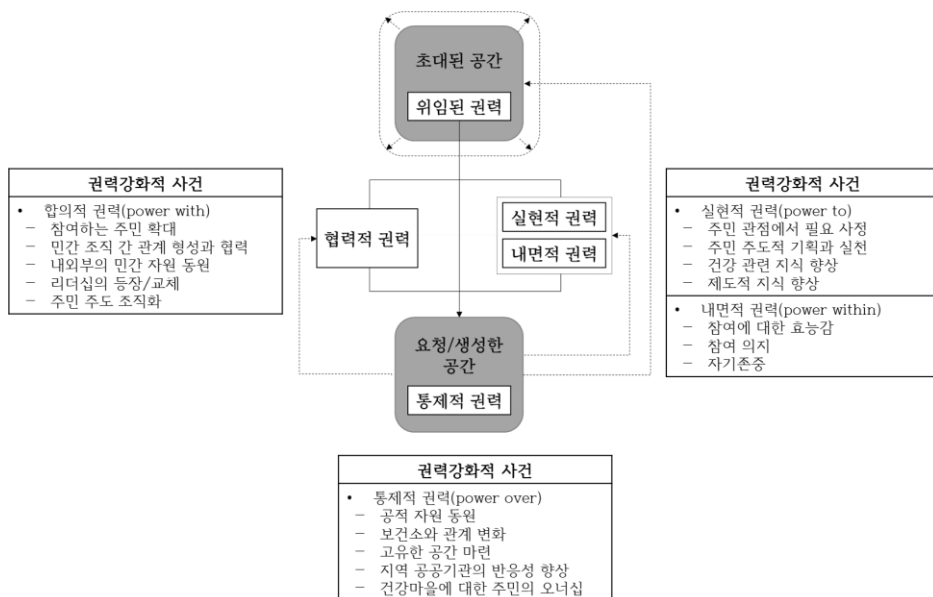 초대된 공간
위임된 권력
권력강화적 사건
• 합의적 권력(power with)
– 참여하는 주민 확대
– 민간 조직 간 관계 형성과 협력
– 내외부의 민간 자원 동원
– 리더십의 등장/교체
– 주민 주도 조직화
협력적 권력
실현적 권력
내면적 권력
권력강화적 사건
• 실현적 권력(power to)
– 주민 관점에서 필요 사정
– 주민 주도적 기획과 실천
– 건강 관련 지식 향상
– 제도적 지식 향상
• 내면적 권력(power within)
– 참여에 대한 효능감
– 참여 의지
– 자기존중
요청/생성한
공간
통제적 권력
권력강화적 사건
• 통제적 권력(power over)
– 공적 자원 동원
– 보건소와 관계 변화
– 고유한 공간 마련
– 지역 공공기관의 반응성 향상
– 건강마을에 대한 주민의 오너십